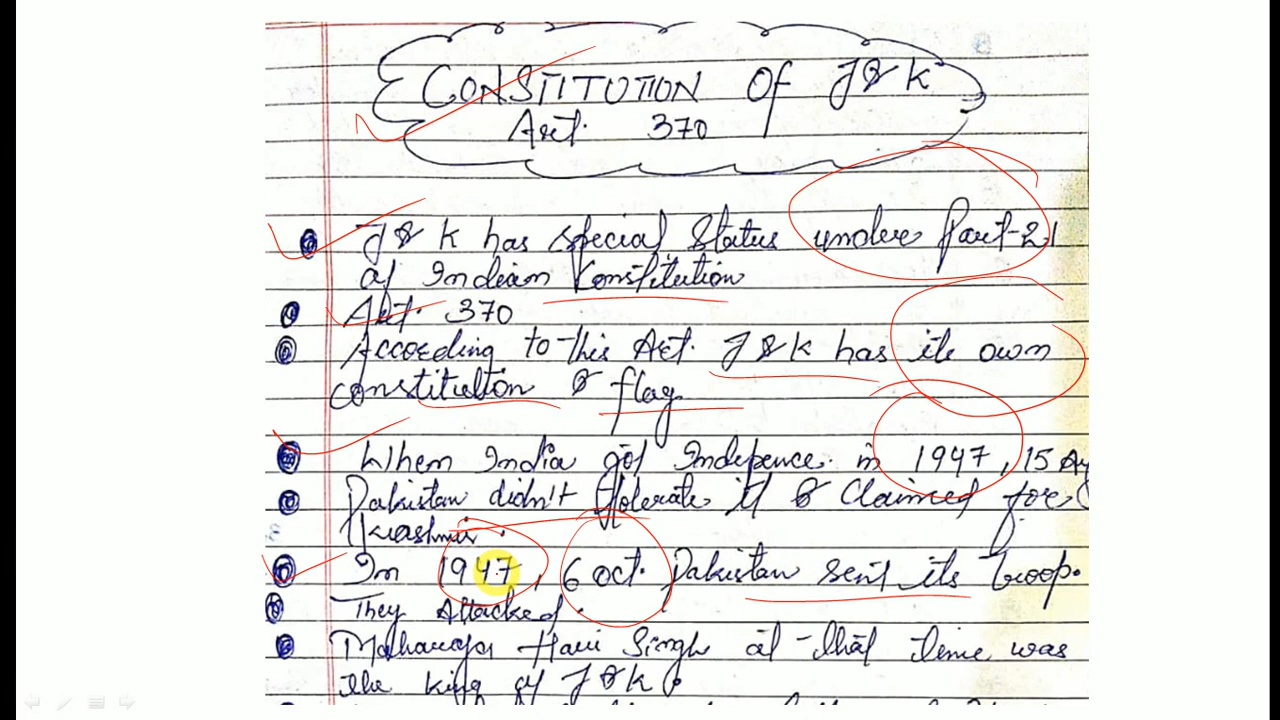 CONSTITUTION Of J & K
Art. 370
J & K has special Status under Part-21
of Indian Constitution
Art. 370
According to this Art. J & K has its own
constitution & flag
When India got Indepence. in 1947, 15 Au
Pakistan didn't tolerate it & Claimed for
Kashmir.
In 1947, 6 Oct. Pakistan sent its troop.
They Attacked.
Maharaja Hari Singh at that time was
the king of J & K